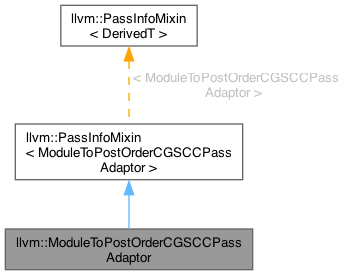 llvm::PassInfoMixin
< DerivedT >
< ModuleToPostOrderCGSCCPass
Adaptor >
llvm::PassInfoMixin
< ModuleToPostOrderCGSCCPass
Adaptor >
llvm::ModuleToPostOrderCGSCCPass
Adaptor